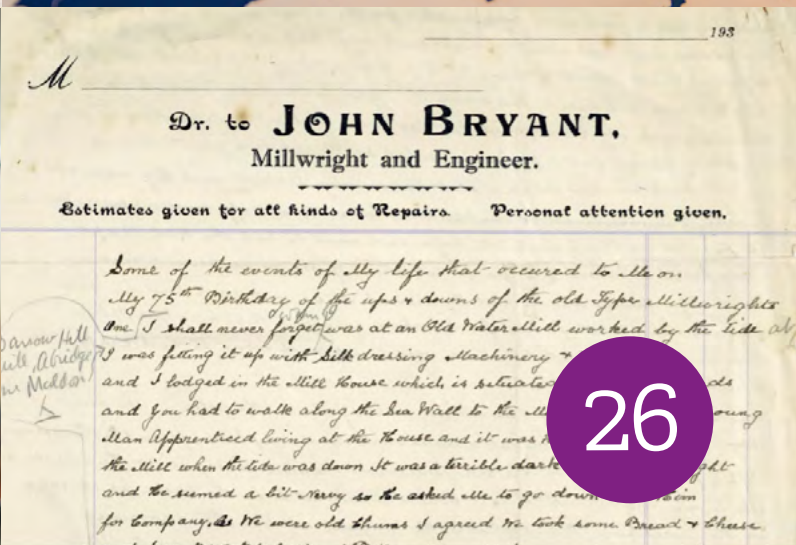 193
M
Dr. to JOHN BRYANT,
Millwright and Engineer.
Estimates given for all kinds of Repairs. Personal attention given.
Some of the events of My life that occured to Me on
My 75th Birthday of the ups & downs of the old Type Millwrights
One I shall never forget was at an Old Water Mill worked by the tide
I was fitting it up with Silk dressing Machinery &
and I lodged in the Mill House which is situated ds
and you had to walk along the Sea Wall to the M oung
Man Apprenticed living at the House and it was
the Mill when the tide was down It was a terrible dark ght
and he seemed a bit Nervy so he asked Me to go down him
for Company. As We were old Chums I agreed We took some Bread & Cheese
26